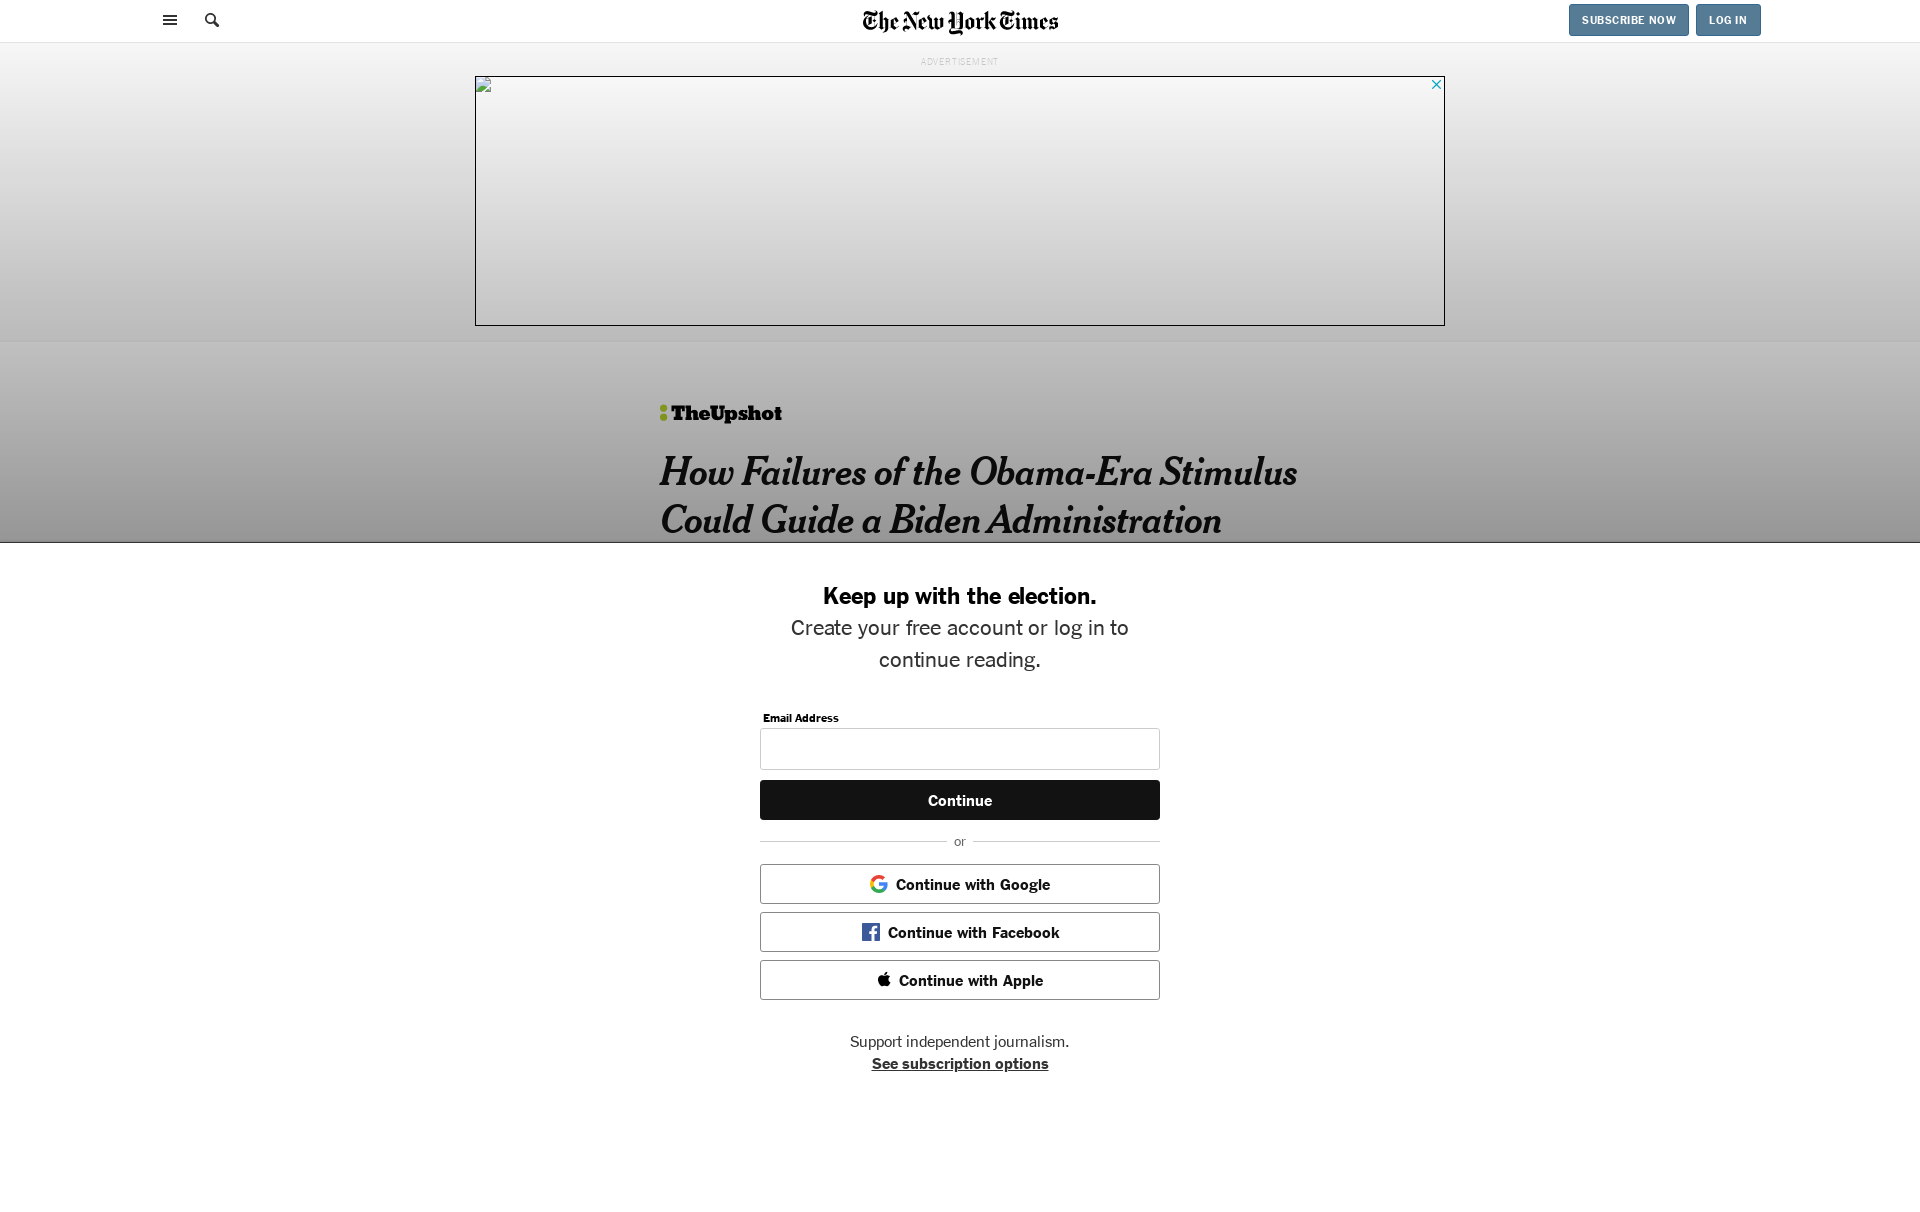 The New York Times
SUBSCRIBE NOW
LOG IN
ADVERTISEMENT
TheUpshot
How Failures of the Obama-Era Stimulus
Could Guide a Biden Administration
Keep up with the election.
Create your free account or log in to
continue reading.
Email Address
Continue
or
Continue with Google
Continue with Facebook
Continue with Apple
Support independent journalism.
See subscription options